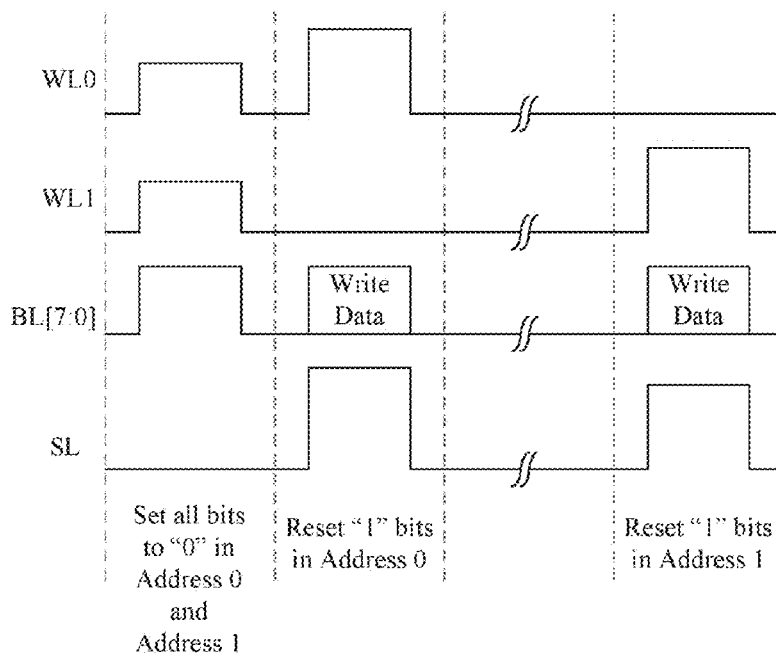 WL0
WL1
BL[7:0]
Write
Data
Write
Data
SL
Set all bits
to “0” in
Address 0
and
Address 1
Reset “1” bits
in Address 0
Reset “1” bits
in Address 1